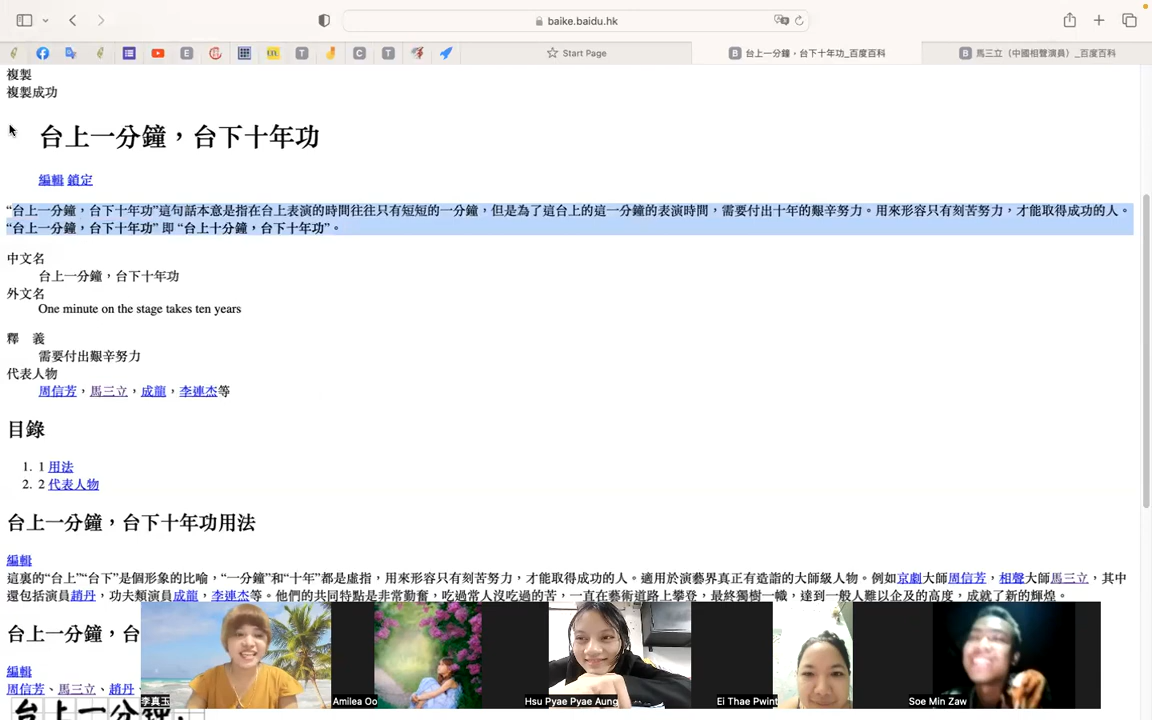 baike.baidu.hk
Start Page
台上一分鐘，台下十年功_百度百科
馬三立（中國相聲演員）_百度百科
複製
複製成功
台上一分鐘，台下十年功
編輯 鎖定
“台上一分鐘，台下十年功”這句話本意是指在台上表演的時間往往只有短短的一分鐘，但是為了這台上的這一分鐘的表演時間，需要付出十年的艱辛努力。用來形容只有刻苦努力，才能取得成功的人。
“台上一分鐘，台下十年功” 即 “台上十分鐘，台下十年功”。
中文名
台上一分鐘，台下十年功
外文名
One minute on the stage takes ten years
釋　義
需要付出艱辛努力
代表人物
周信芳，馬三立，成龍，李連杰等
目錄
1. 1 用法
2. 2 代表人物
台上一分鐘，台下十年功用法
編輯
這裏的“台上”“台下”是個形象的比喻，“一分鐘”和“十年”都是虛指，用來形容只有刻苦努力，才能取得成功的人。適用於演藝界真正有造詣的大師級人物。例如京劇大師周信芳，相聲大師馬三立，其中
還包括演員趙丹，功夫類演員成龍，李連杰等。他們的共同特點是非常勤奮，吃過常人沒吃過的苦，一直在藝術道路上攀登，最終獨樹一幟，達到一般人難以企及的高度，成就了新的輝煌。
台上一分鐘，台
編輯
周信芳、馬三立、趙丹
台上一分鐘，
李真玉
Amilea Oo
Hsu Pyae Pyae Aung
Ei Thae Pwint
Soe Min Zaw